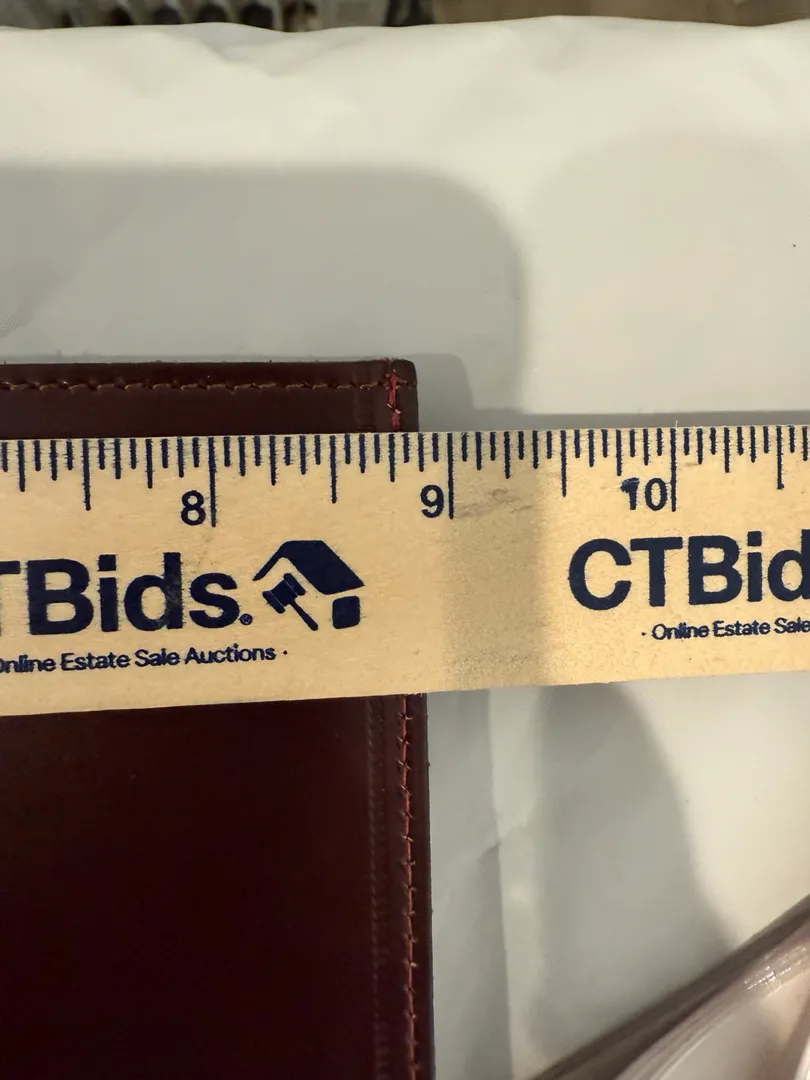 8 9 10
TBids.® CTBid
Online Estate Sale Auctions · · Online Estate Sale